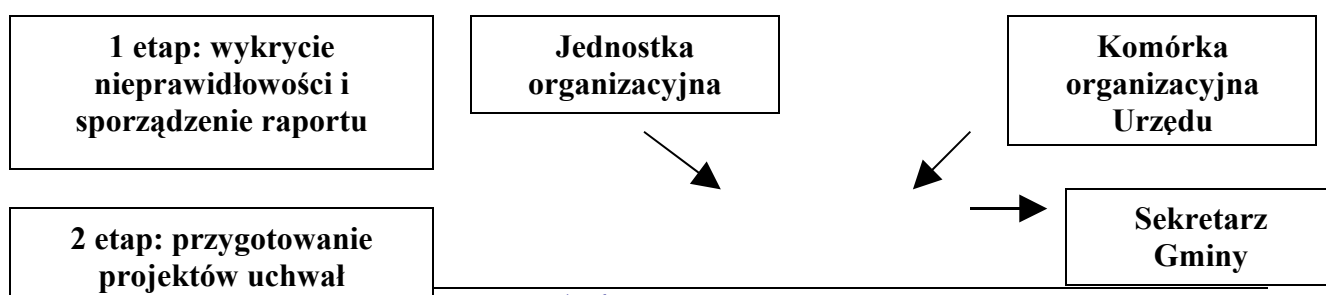 1 etap: wykrycie
nieprawidłowości i
sporządzenie raportu
Jednostka
organizacyjna
Komórka
organizacyjna
Urzędu
Sekretarz
Gminy
2 etap: przygotowanie
projektów uchwał